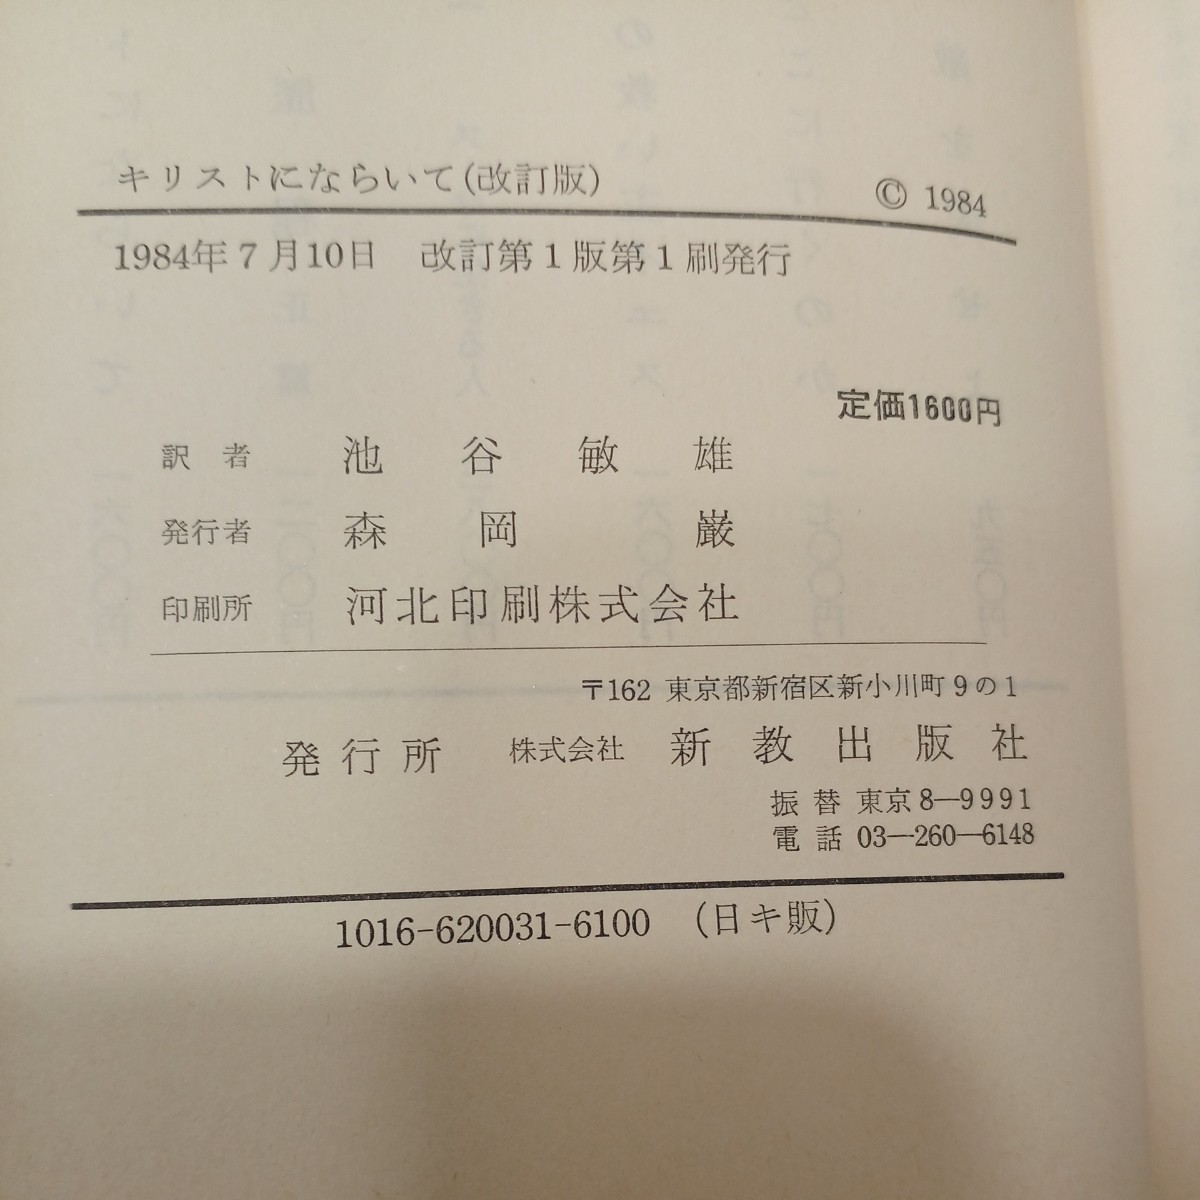 キリストにならいて(改訂版)
© 1984
1984年7月10日 改訂第1版第1刷発行
定価1600円
訳者 池谷敏雄
発行者 森岡巌
印刷所 河北印刷株式会社
〒162 東京都新宿区新小川町9の1
発行所 株式会社 新教出版社
振替 東京8—9991
電話 03—260—6148
1016-620031-6100 (日キ販)